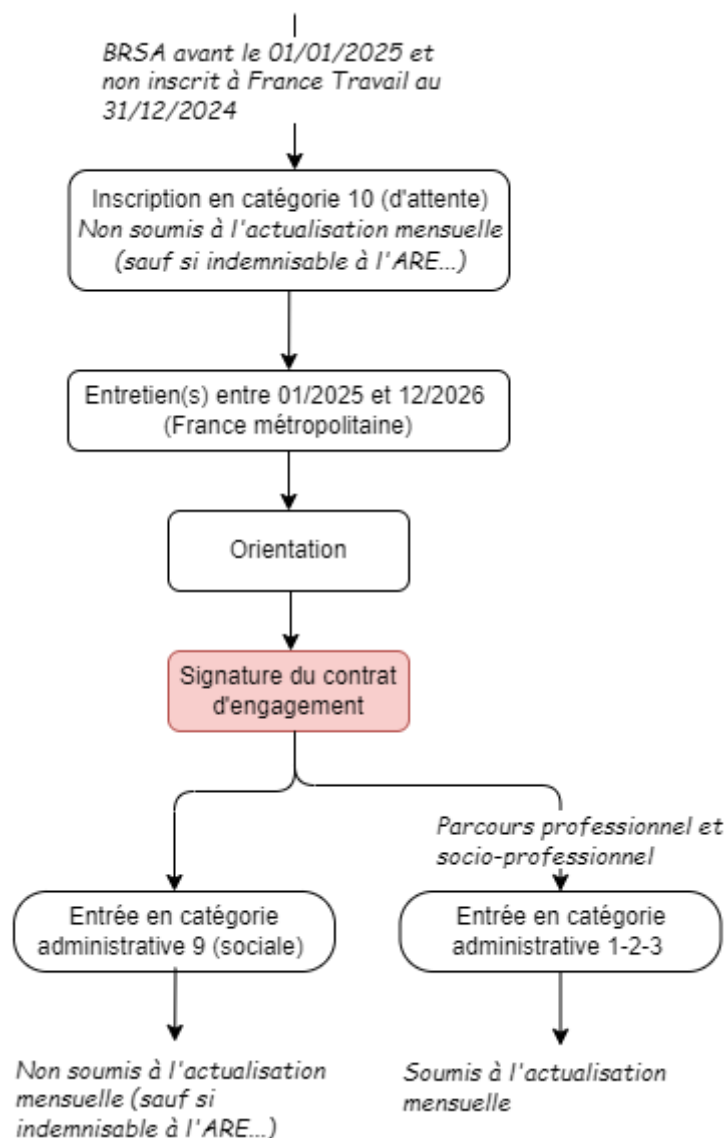 BRSA avant le 01/01/2025 et
non inscrit à France Travail au
31/12/2024
Inscription en catégorie 10 (d'attente)
Non soumis à l'actualisation mensuelle
(sauf si indemnisable à l'ARE...)
Entretien(s) entre 01/2025 et 12/2026
(France métropolitaine)
Orientation
Signature du contrat
d'engagement
Parcours professionnel et
socio-professionnel
Entrée en catégorie
administrative 9 (sociale)
Entrée en catégorie
administrative 1-2-3
Non soumis à l'actualisation
mensuelle (sauf si
indemnisable à l'ARE...)
Soumis à l'actualisation
mensuelle